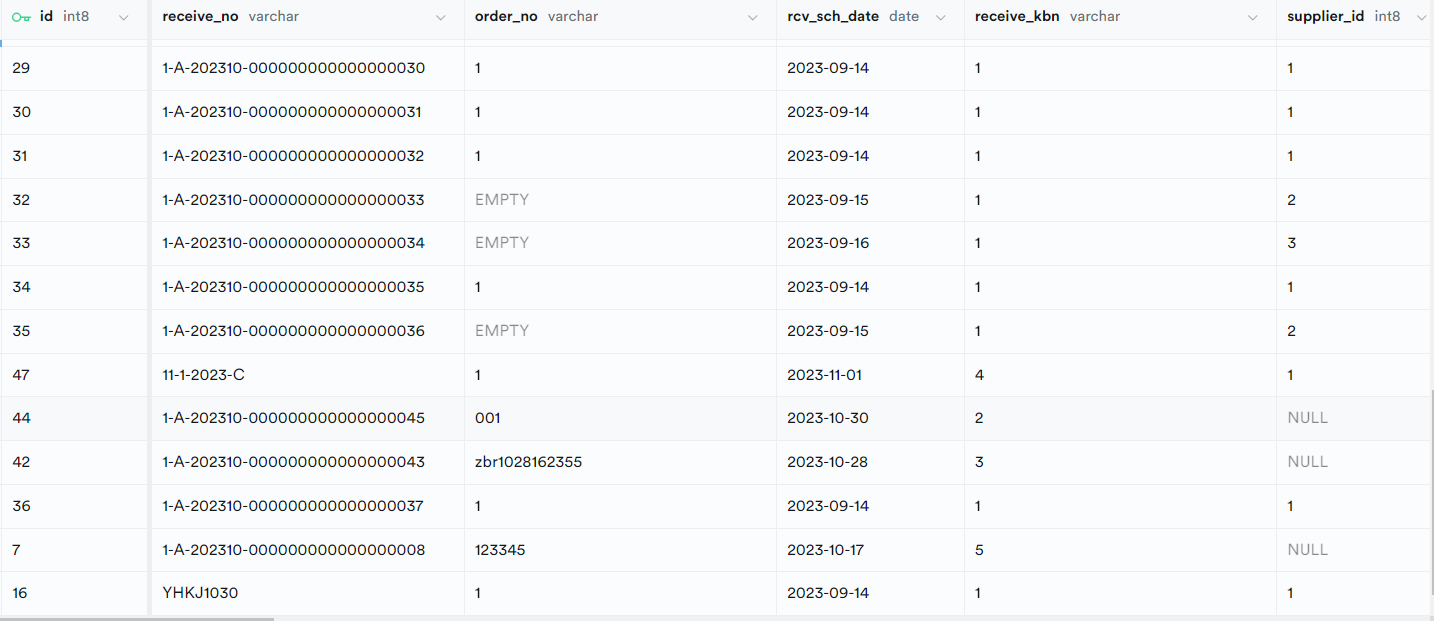 id int8 receive_no varchar order_no varchar rcv_sch_date date receive_kbn varchar supplier_id int8
29 1-A-202310-000000000000000030 1 2023-09-14 1 1
30 1-A-202310-000000000000000031 1 2023-09-14 1 1
31 1-A-202310-000000000000000032 1 2023-09-14 1 1
32 1-A-202310-000000000000000033 EMPTY 2023-09-15 1 2
33 1-A-202310-000000000000000034 EMPTY 2023-09-16 1 3
34 1-A-202310-000000000000000035 1 2023-09-14 1 1
35 1-A-202310-000000000000000036 EMPTY 2023-09-15 1 2
47 11-1-2023-C 1 2023-11-01 4 1
44 1-A-202310-000000000000000045 001 2023-10-30 2 NULL
42 1-A-202310-000000000000000043 zbr1028162355 2023-10-28 3 NULL
36 1-A-202310-000000000000000037 1 2023-09-14 1 1
7 1-A-202310-000000000000000008 123345 2023-10-17 5 NULL
16 YHKJ1030 1 2023-09-14 1 1